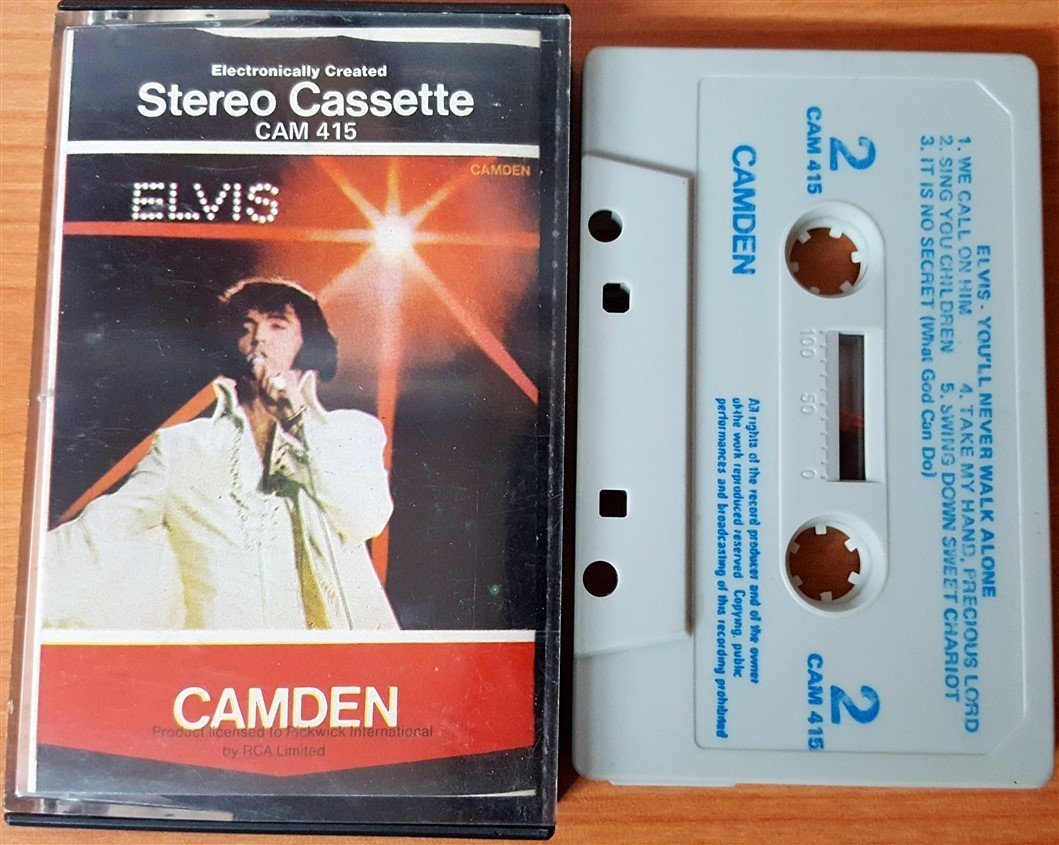 Electronically Created
Stereo Cassette
CAM 415
CAMDEN
ELVIS
CAMDEN
Product licensed to Pickwick International
by RCA Limited
ELVIS - YOU'LL NEVER WALK ALONE
1. WE CALL ON HIM 4. TAKE MY HAND, PRECIOUS LORD
2. SING YOU CHILDREN 5. SWING DOWN SWEET CHARIOT
3. IT IS NO SECRET (What God Can Do)
2
CAM 415
2
CAM 415
100 50 0
CAMDEN
All rights of the record producer and of the owner
of the work reproduced reserved Copying, public
performances and broadcasting of this recording prohibited